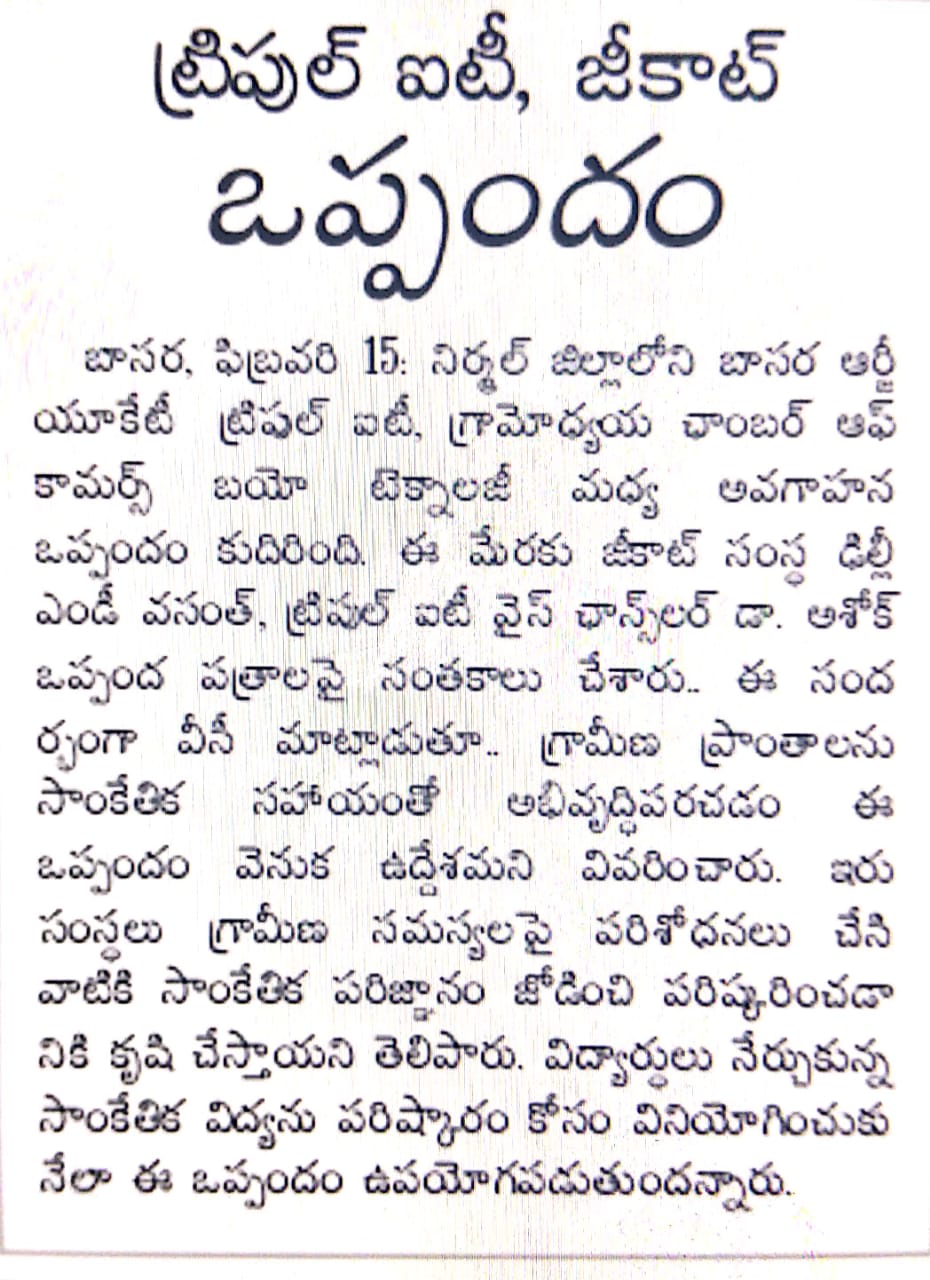 ట్రిపుల్ ఐటీ, జీకాట్
ఒప్పందం
బాసర, ఫిబ్రవరి 15: నిర్మల్ జిల్లాలోని బాసర ఆర్జీ
యూకేటీ ట్రిపుల్ ఐటీ, గ్రామోధ్యయ ఛాంబర్ ఆఫ్
కామర్స్ బయో టెక్నాలజీ మధ్య అవగాహన
ఒప్పందం కుదిరింది. ఈ మేరకు జీకాట్ సంస్థ ఢిల్లీ
ఎండీ వసంత్, ట్రిపుల్ ఐటీ వైస్ ఛాన్స్‌లర్ డా. అశోక్
ఒప్పంద పత్రాలపై సంతకాలు చేశారు.. ఈ సంద
ర్భంగా వీసీ మాట్లాడుతూ.. గ్రామీణ ప్రాంతాలను
సాంకేతిక సహాయంతో అభివృద్ధిపరచడం ఈ
ఒప్పందం వెనుక ఉద్దేశమని వివరించారు. ఇరు
సంస్థలు గ్రామీణ సమస్యలపై పరిశోధనలు చేసి
వాటికి సాంకేతిక పరిజ్ఞానం జోడించి పరిష్కరించడా
నికి కృషి చేస్తాయని తెలిపారు. విద్యార్థులు నేర్చుకున్న
సాంకేతిక విద్యను పరిష్కారం కోసం వినియోగించుకు
నేలా ఈ ఒప్పందం ఉపయోగపడుతుందన్నారు.